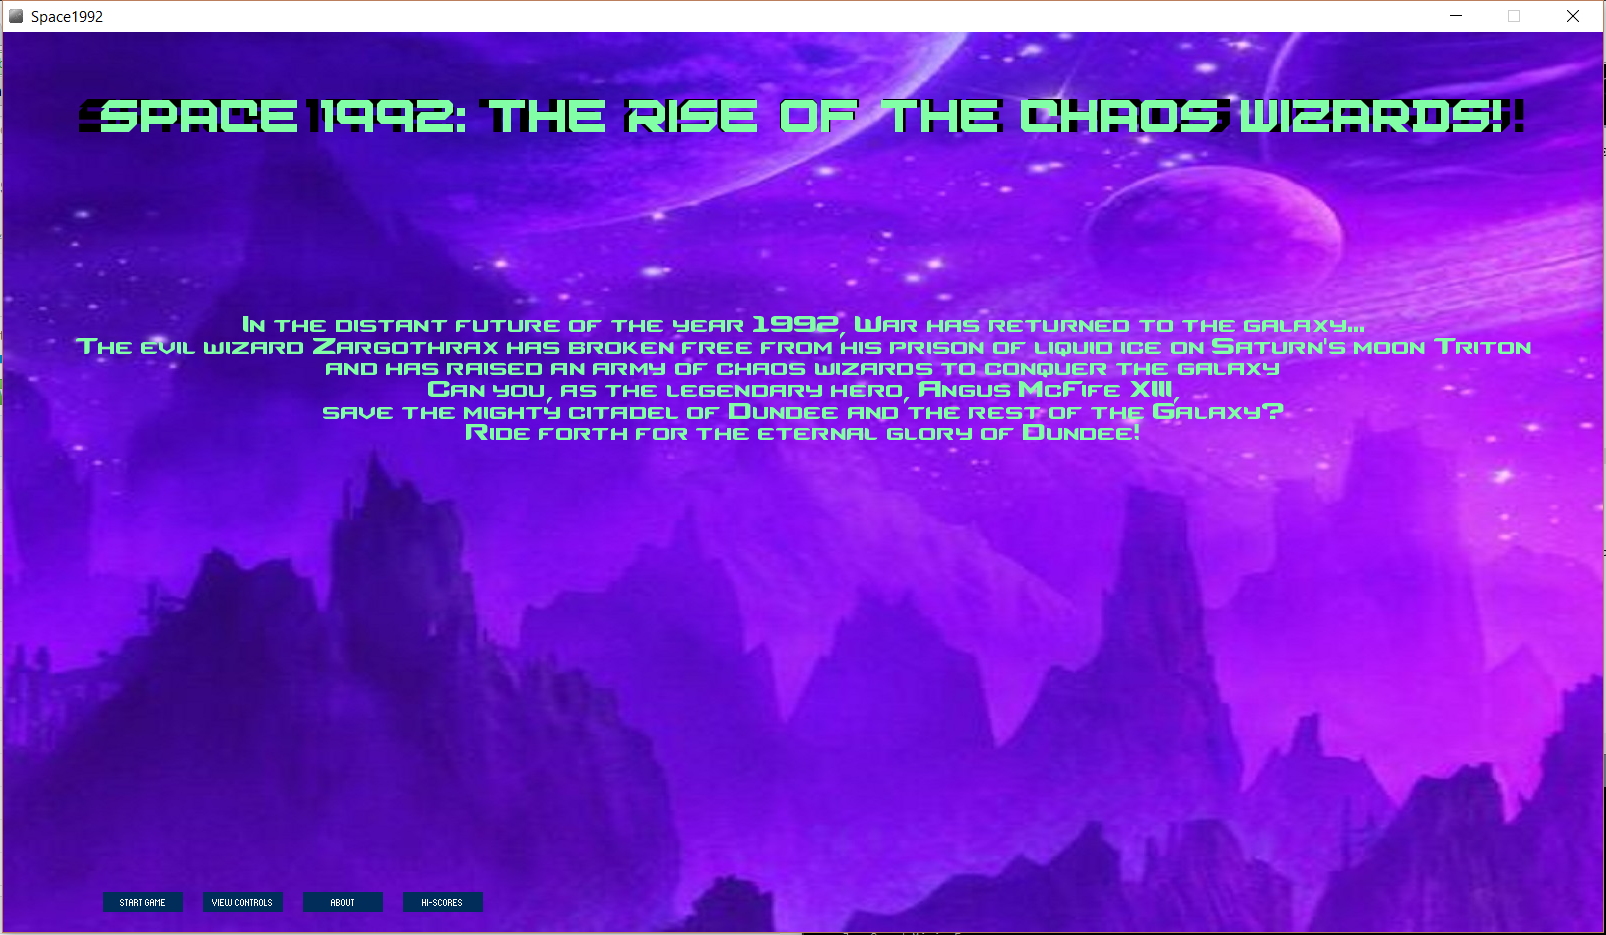 Space1992
SPACE 1992: THE RISE OF THE CHAOS WIZARDS!
In the distant future of the year 1992, War has returned to the galaxy...
The evil wizard Zargothrax has broken free from his prison of liquid ice on Saturn's moon Triton
and has raised an army of chaos wizards to conquer the galaxy
Can you, as the legendary hero, Angus McFife XIII,
save the mighty citadel of Dundee and the rest of the Galaxy?
Ride forth for the eternal glory of Dundee!
START GAME
VIEW CONTROLS
ABOUT
HI-SCORES